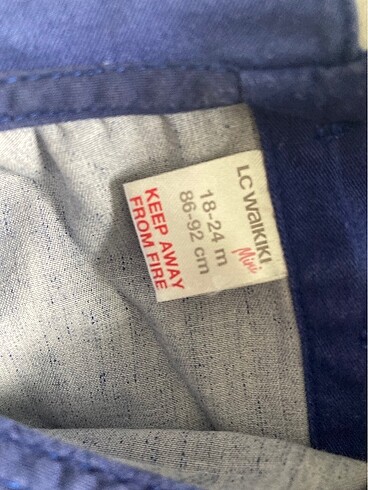 LC WAIKIKI
Mini
18-24 m
86-92 cm
KEEP AWAY
FROM FIRE